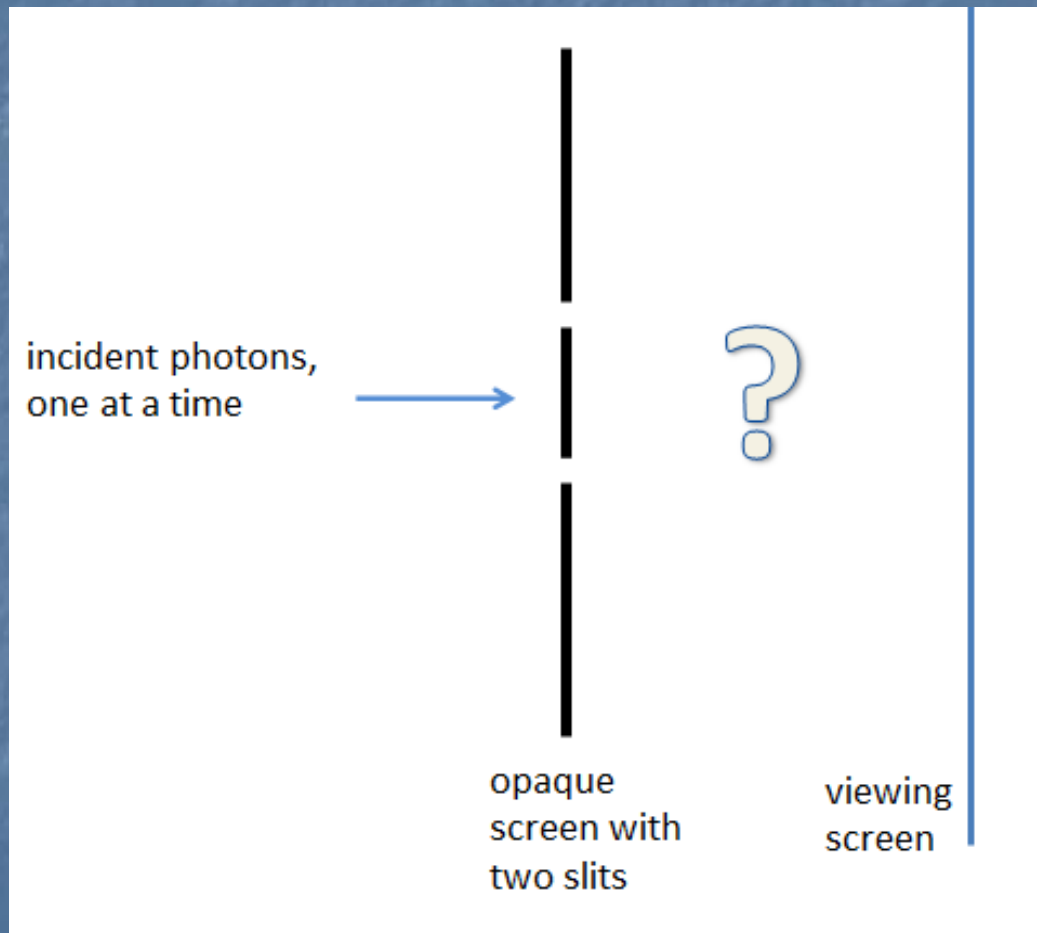 incident photons,
one at a time
?
opaque
screen with
two slits
viewing
screen